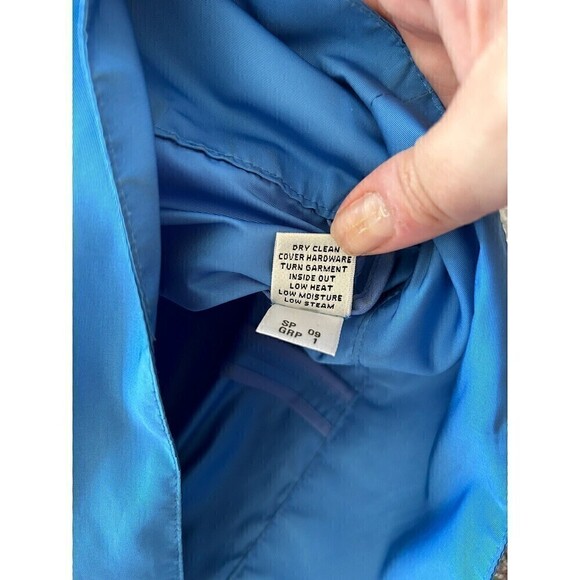 DRY CLEAN
COVER HARDWARE
TURN GARMENT
INSIDE OUT
LOW HEAT
LOW MOISTURE
LOW STEAM
SP 09
GRP 1